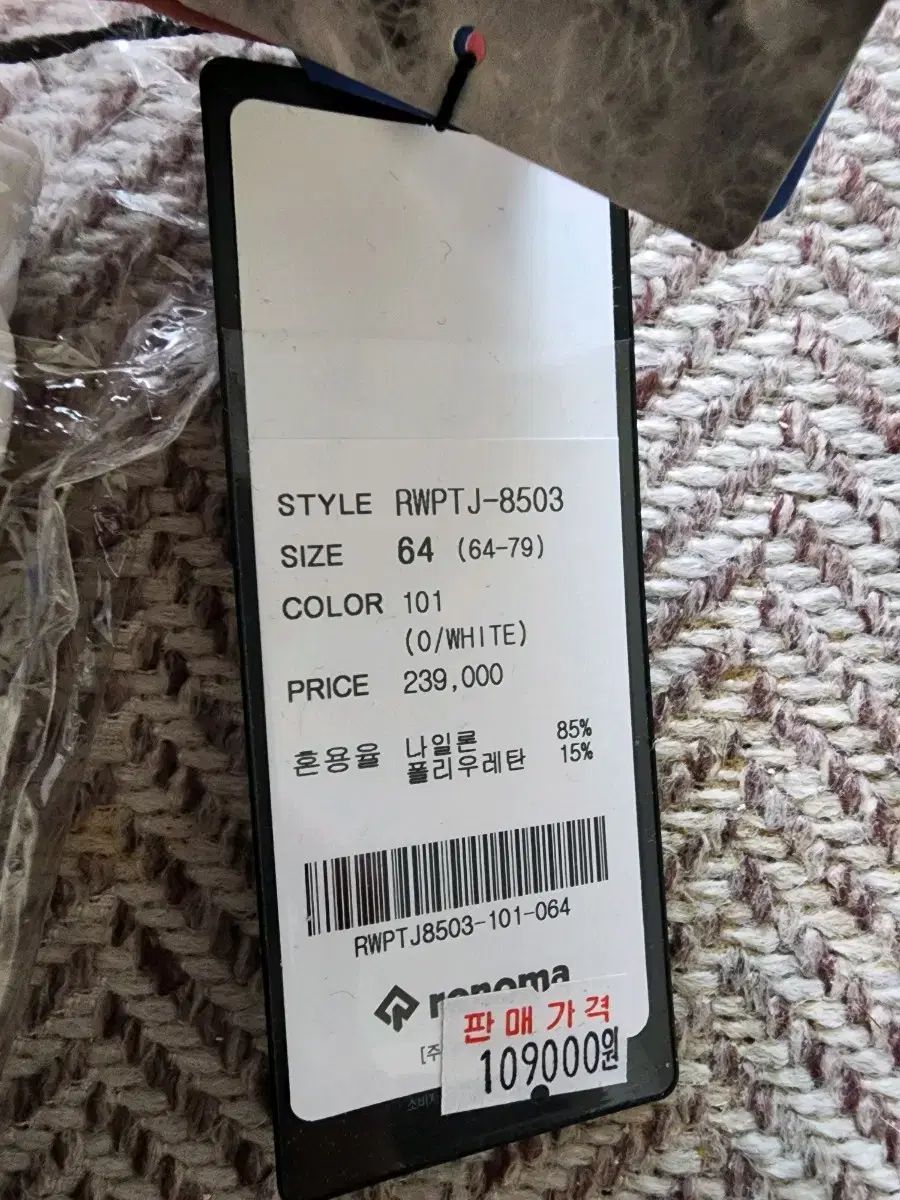 STYLE RWPTJ-8503
SIZE 64 (64-79)
COLOR 101
(O/WHITE)
PRICE 239,000
혼용율 나일론 85%
폴리우레탄 15%
RWPTJ8503-101-064
renoma
판매가격
109000원
[주